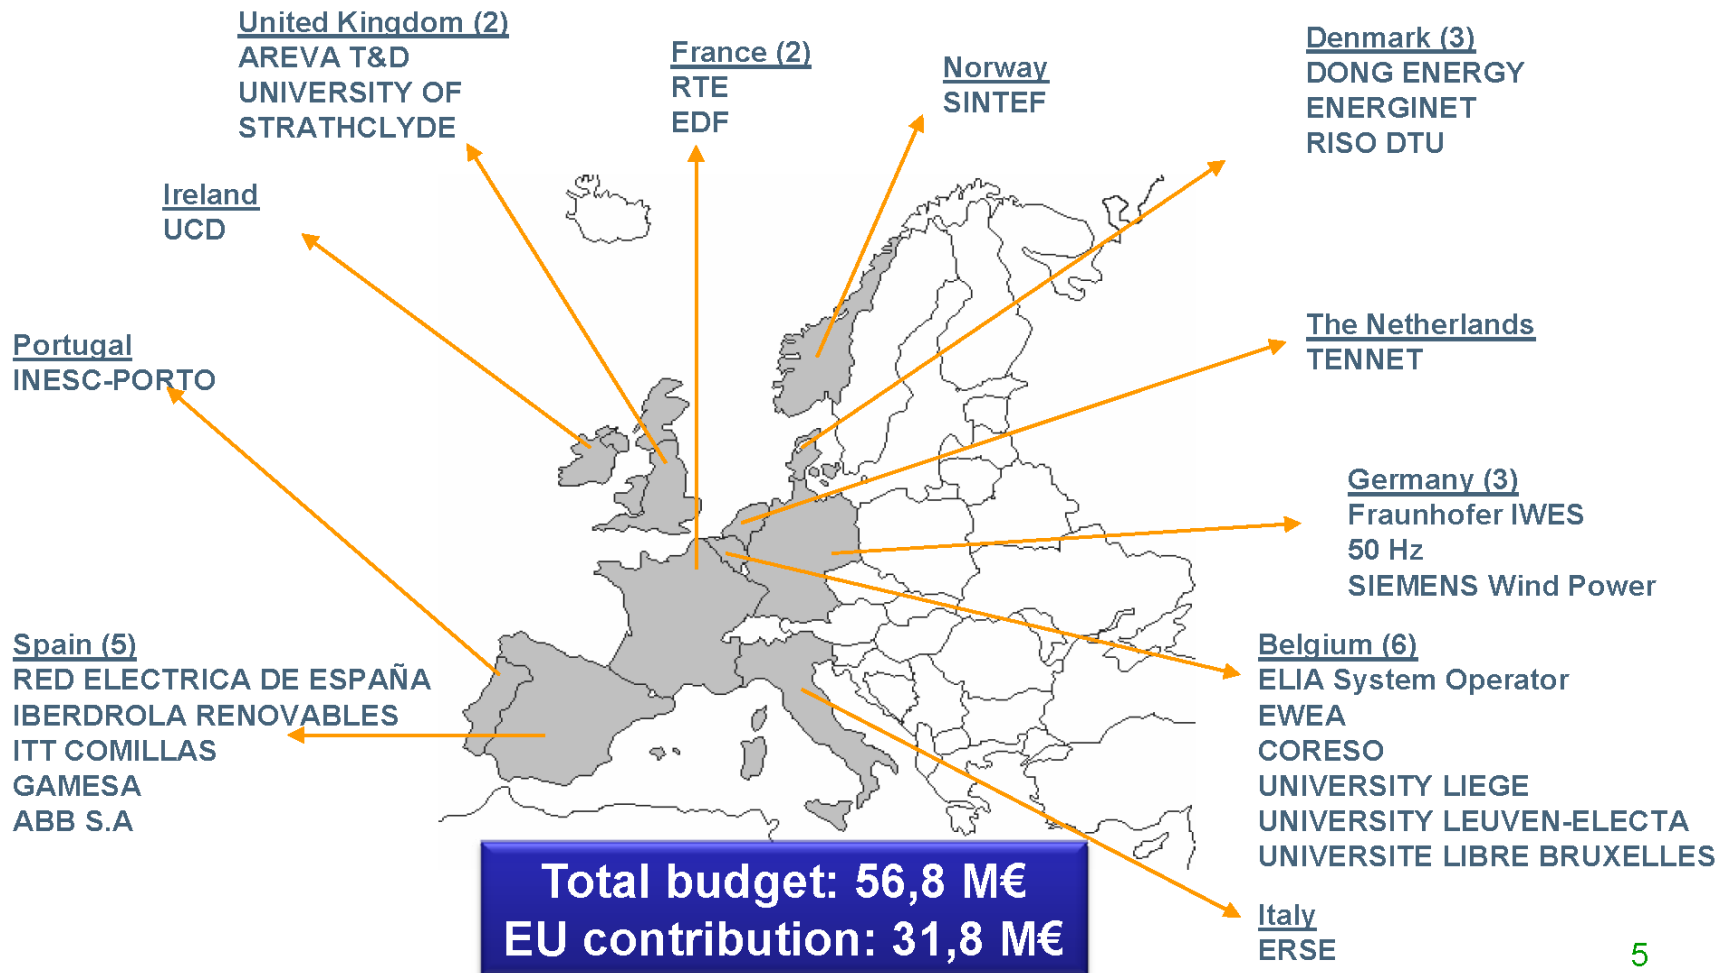 United Kingdom (2)
AREVA T&D
UNIVERSITY OF
STRATHCLYDE
France (2)
RTE
EDF
Norway
SINTEF
Denmark (3)
DONG ENERGY
ENERGINET
RISO DTU
Ireland
UCD
Portugal
INESC-PORTO
The Netherlands
TENNET
Germany (3)
Fraunhofer IWES
50 Hz
SIEMENS Wind Power
Spain (5)
RED ELECTRICA DE ESPAÑA
IBERDROLA RENOVABLES
ITT COMILLAS
GAMESA
ABB S.A
Belgium (6)
ELIA System Operator
EWEA
CORESO
UNIVERSITY LIEGE
UNIVERSITY LEUVEN-ELECTA
UNIVERSITE LIBRE BRUXELLES
Total budget: 56,8 M€
EU contribution: 31,8 M€
Italy
ERSE
5